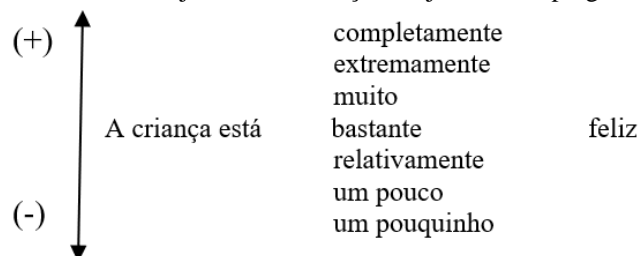 (+) completamente
extremamente
muito
A criança está bastante feliz
relativamente
um pouco
(-) um pouquinho